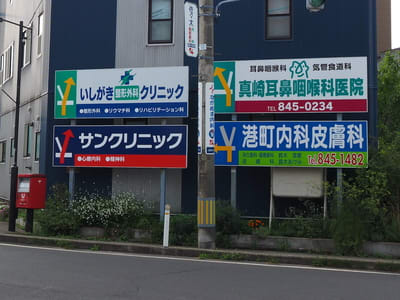 いしがき整形外科クリニック
●整形外科 ●リウマチ科 ●リハビリテーション科
サンクリニック
●心療内科 ●精神科
耳鼻咽喉科 気管食道科
真崎耳鼻咽喉科医院
TEL 845-0234
港町内科皮膚科
TEL 845-1482